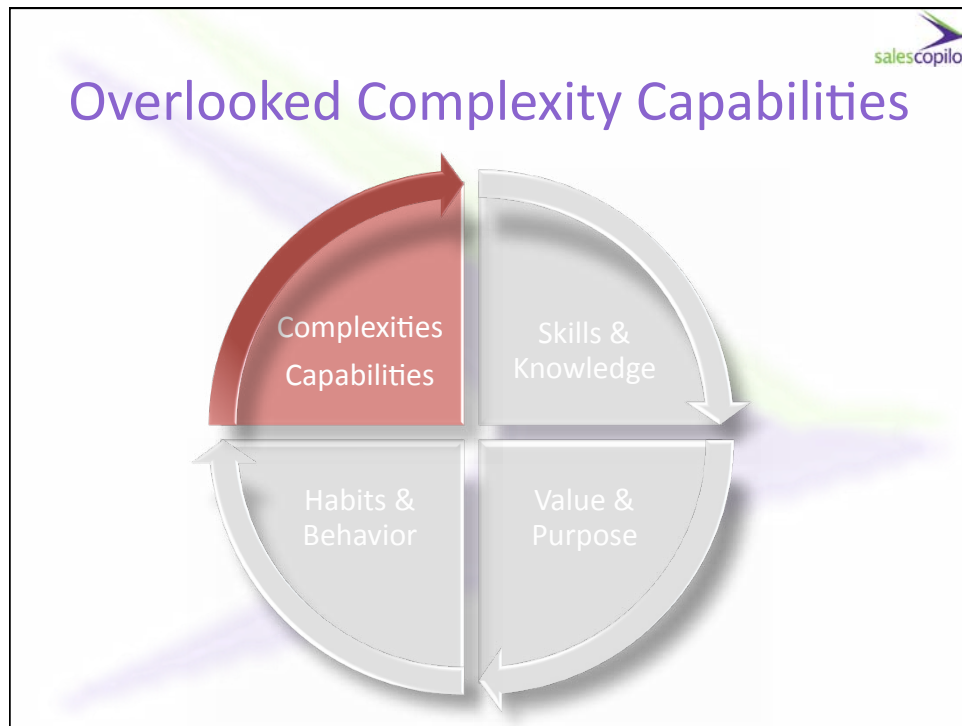 salescopilo
Overlooked Complexity Capabilities
Complexities
Capabilities
Skills &
Knowledge
Habits &
Behavior
Value &
Purpose